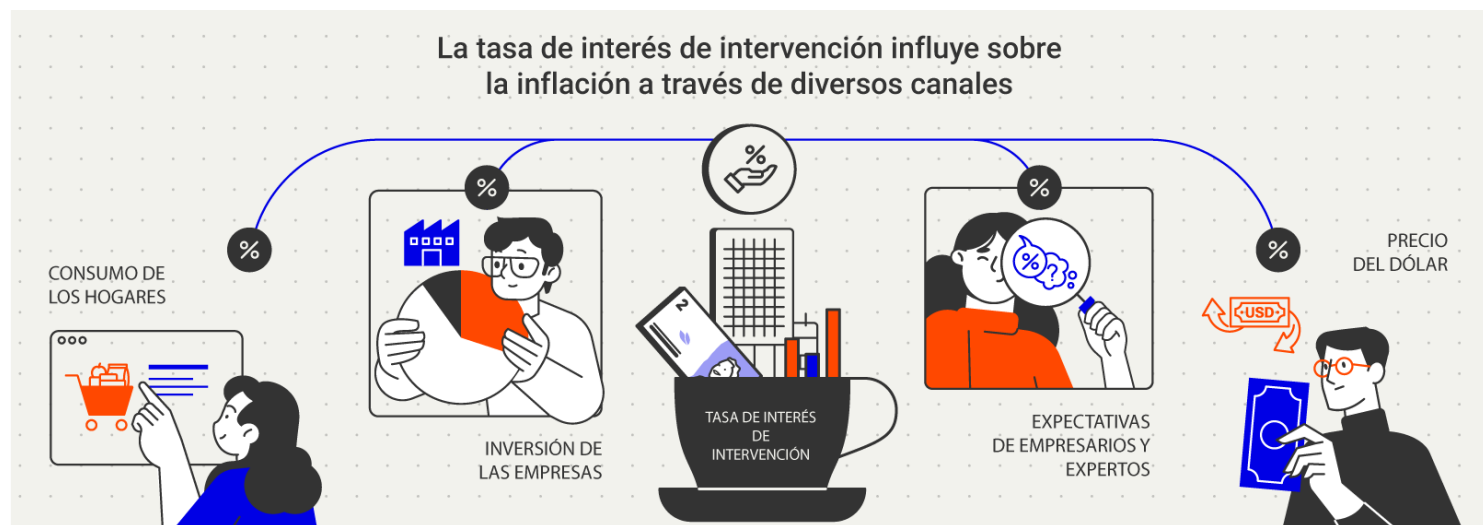 La tasa de interés de intervención influye sobre
la inflación a través de diversos canales
%
%
%
%
%
CONSUMO DE
LOS HOGARES
INVERSIÓN DE
LAS EMPRESAS
2
TASA DE INTERÉS
DE
INTERVENCIÓN
%?
EXPECTATIVAS
DE EMPRESARIOS Y
EXPERTOS
PRECIO
DEL DÓLAR
USD